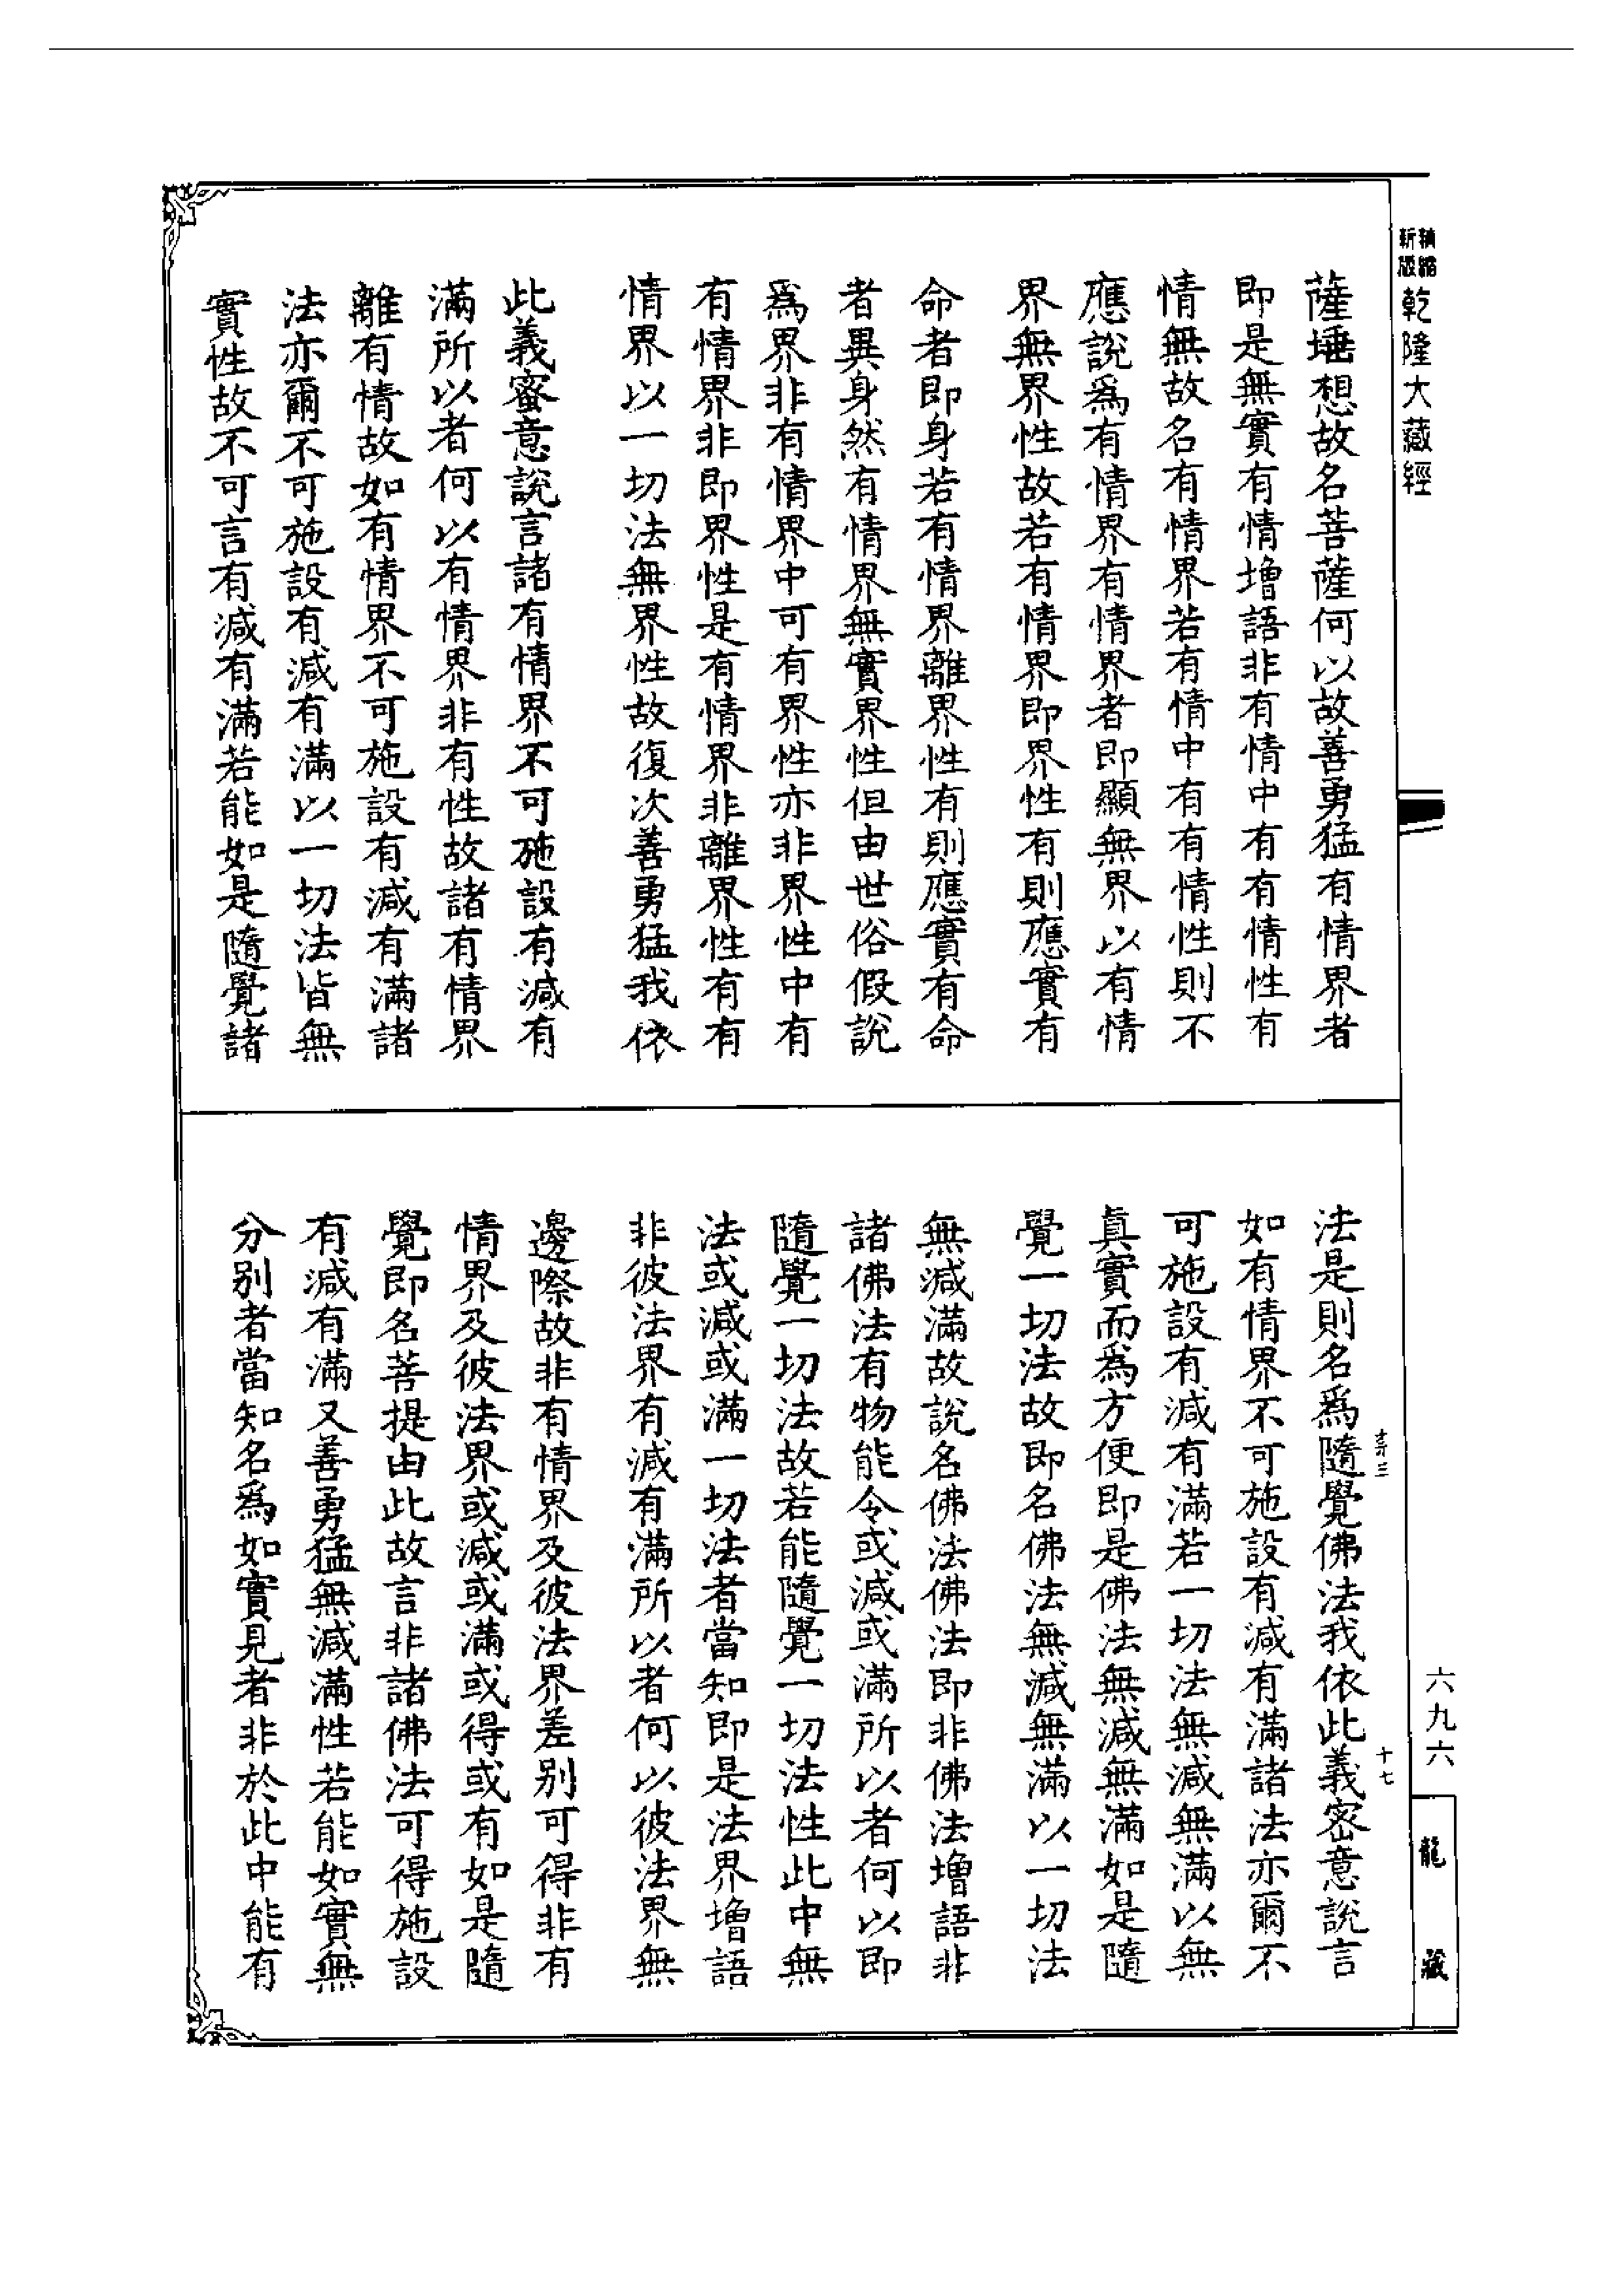 精縮
新版
乾隆大藏經
薩埵想故名菩薩何以故善勇猛有情界者
即是無實有情增語非有情中有有情性有
情無故名有情界若有情中有有情性則不
應說爲有情界有情界者即顯無界以有情
界無界性故若有情界即界性有則應實有
命者即身若有情界離界性有則應實有命
者異身然有情界無實界性但由世俗假說
爲界非有情界中可有界性亦非界性中有
有情界非即界性是有情界非離界性有有
情界以一切法無界性故復次善勇猛我依
此義蜜意說言諸有情界不可施設有減有
滿所以者何以有情界非有性故諸有情界
離有情故如有情界不可施設有減有滿諸
法亦爾不可施設有減有滿以一切法皆無
實性故不可言有減有滿若能如是隨覺諸
法是則名爲隨覺佛法我依此義密意說言
如有情界不可施設有減有滿諸法亦爾不
可施設有減有滿若一切法無減無滿以無
眞實而爲方便即是佛法無減無滿如是隨
覺一切法故即名佛法無減無滿以一切法
無減滿故說名佛法佛法即非佛法增語非
諸佛法有物能令或減或滿所以者何以即
隨覺一切法故若能隨覺一切法性此中無
法或減或滿一切法者當知即是法界增語
非彼法界有減有滿所以者何以彼法界無
邊際故非有情界及彼法界差別可得非有
情界及彼法界或減或滿或得或有如是隨
覺即名菩提由此故言非諸佛法可得施設
有減有滿又善勇猛無減滿性若能如實無
分別者當知名爲如實見者非於此中能有
十七
六九六
龍藏